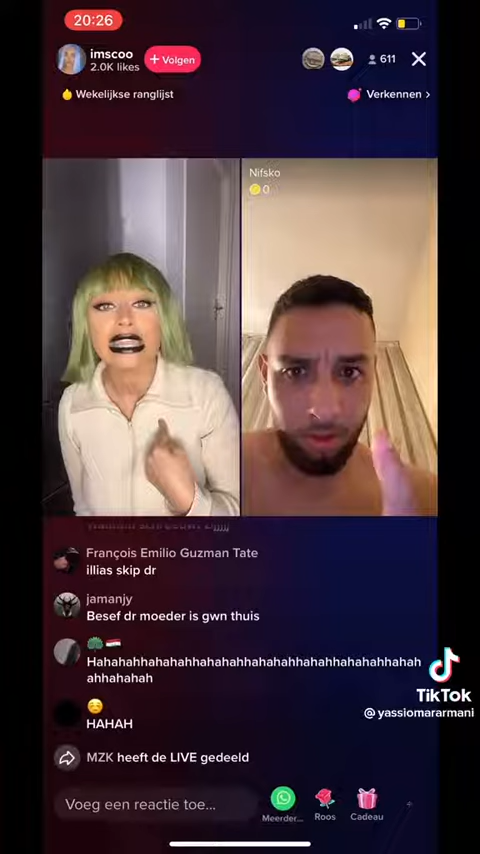 20:26
imscoo
2.0K likes
+ Volgen
611
Wekelijkse ranglijst
Verkennen >
Nifsko
0
François Emilio Guzman Tate
illias skip dr
jamanjy
Besef dr moeder is gwn thuis
Hahahahhahahahhahahahhahahahhahahahhahah
ahhahahah
HAHAH
MZK heeft de LIVE gedeeld
TikTok
@yassiomararmani
Voeg een reactie toe...
Meerder...
Roos
Cadeau